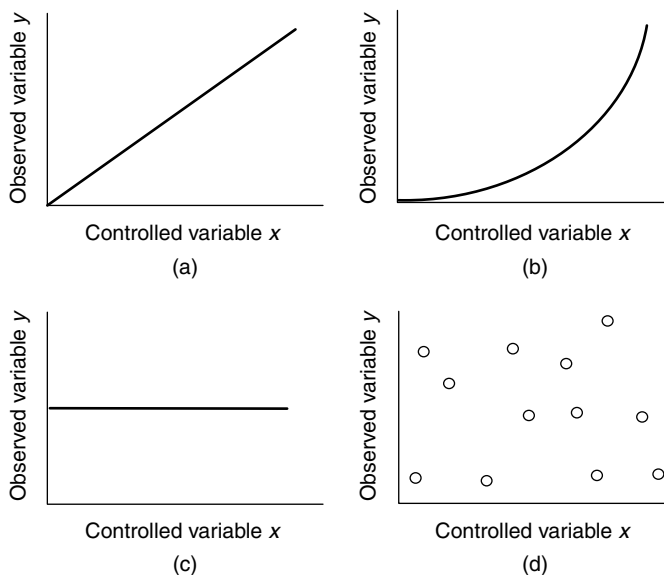 Observed variable y
Controlled variable x
(a)
Observed variable y
Controlled variable x
(b)
Observed variable y
Controlled variable x
(c)
Observed variable y
Controlled variable x
(d)